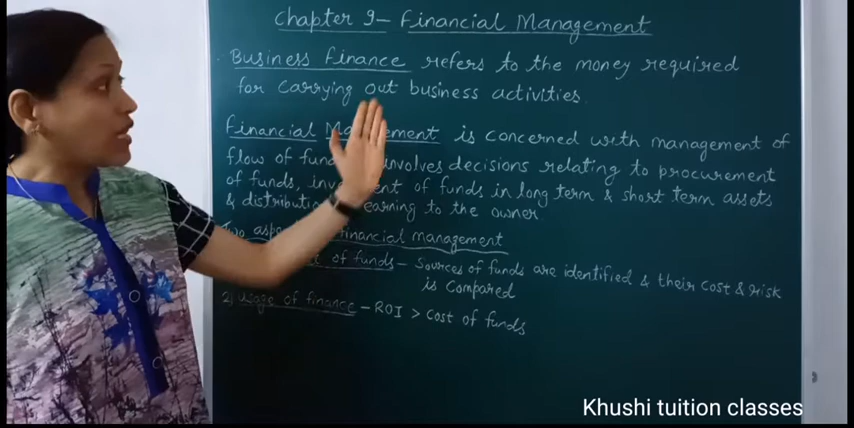 Chapter 9 - Financial Management
Business Finance refers to the money required
for carrying out business activities
Financial Management is concerned with management of
flow of involves decisions relating to procurement
of funds, of funds in long term & short term assets
& earning to the owner
financial management
of funds - Sources of funds are identified & their cost & risk
is Compared
2) Usage of finance - ROI > Cost of funds
Khushi tuition classes